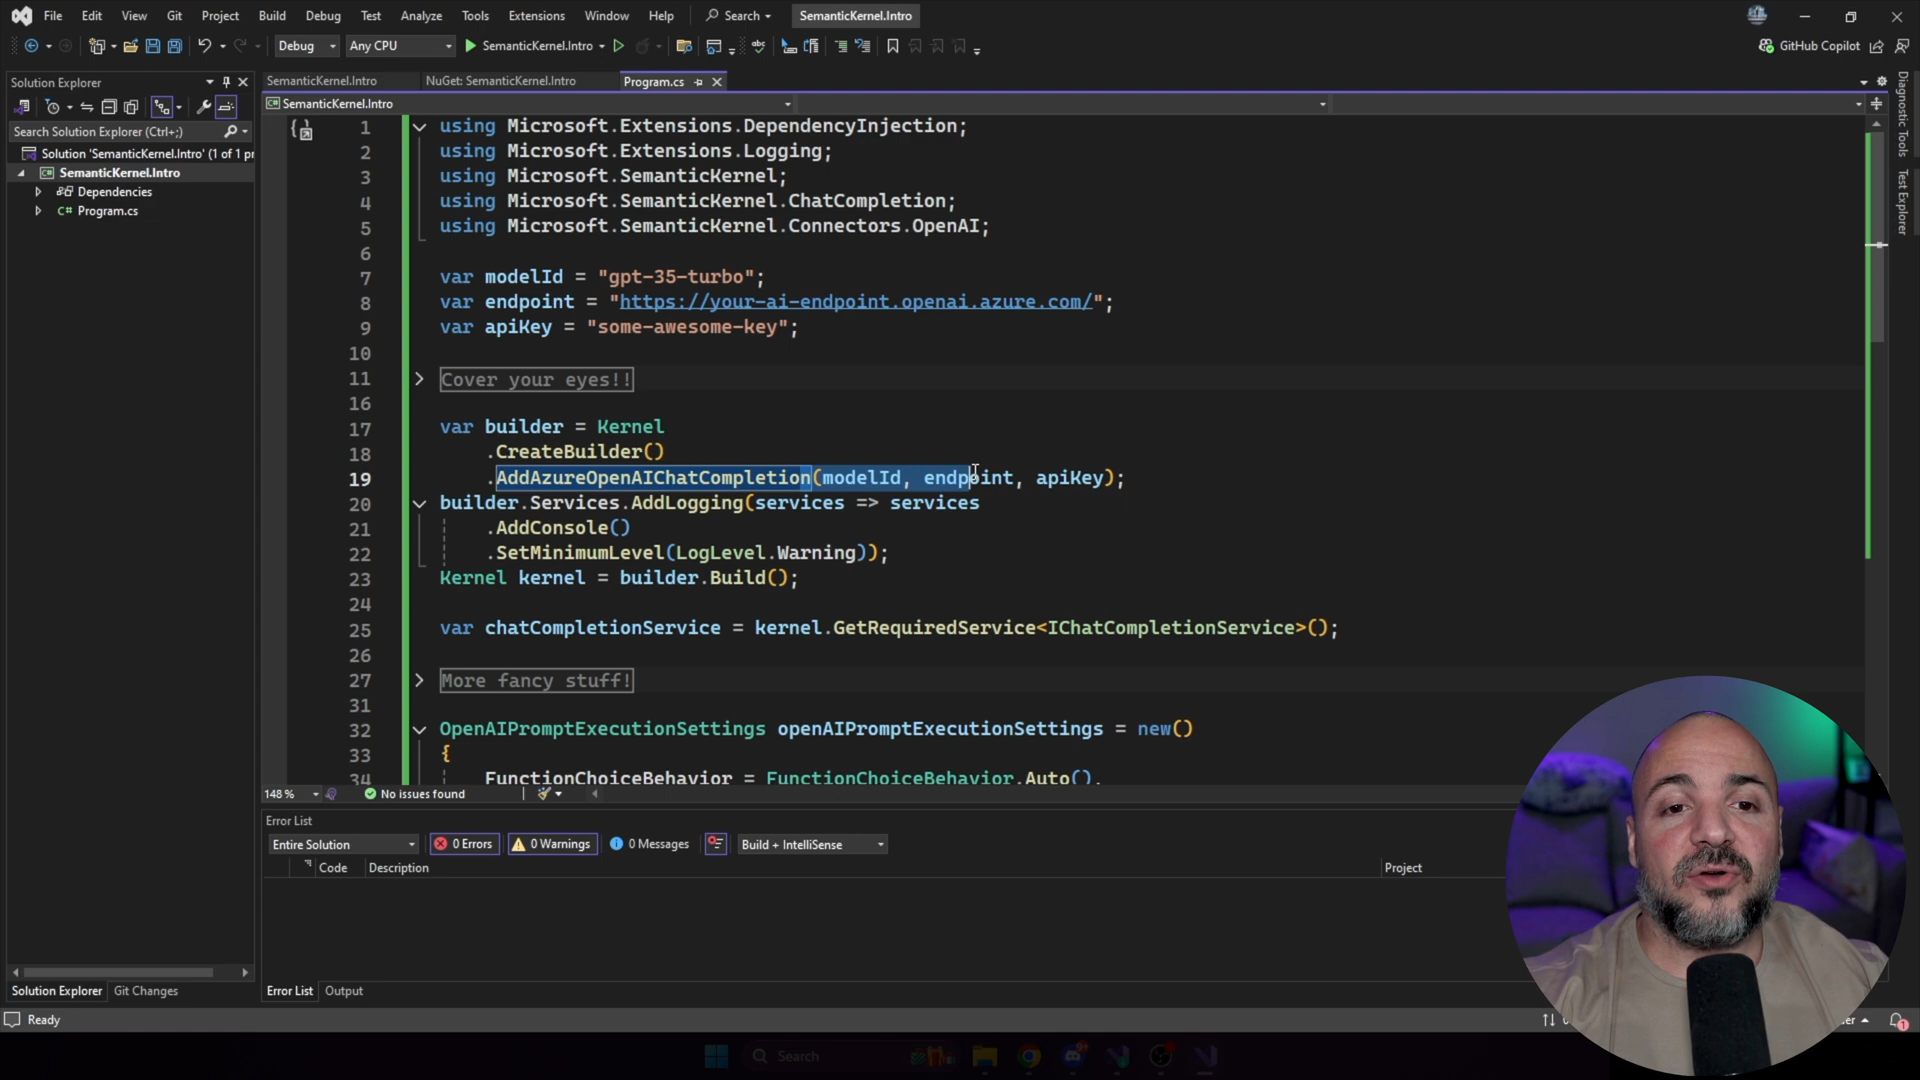 File Edit View Git Project Build Debug Test Analyze Tools Extensions Window Help Search SemanticKernel.Intro
Debug Any CPU SemanticKernel.Intro GitHub Copilot
Solution Explorer
Search Solution Explorer (Ctrl+;)
Solution 'SemanticKernel.Intro' (1 of 1 pr
SemanticKernel.Intro
Dependencies
C# Program.cs
SemanticKernel.Intro NuGet: SemanticKernel.Intro Program.cs
SemanticKernel.Intro
1 using Microsoft.Extensions.DependencyInjection;
2 using Microsoft.Extensions.Logging;
3 using Microsoft.SemanticKernel;
4 using Microsoft.SemanticKernel.ChatCompletion;
5 using Microsoft.SemanticKernel.Connectors.OpenAI;
6
7 var modelId = "gpt-35-turbo";
8 var endpoint = "https://your-ai-endpoint.openai.azure.com/";
9 var apiKey = "some-awesome-key";
10
11 Cover your eyes!!
16
17 var builder = Kernel
18 .CreateBuilder()
19 .AddAzureOpenAIChatCompletion(modelId, endpoint, apiKey);
20 builder.Services.AddLogging(services => services
21 .AddConsole()
22 .SetMinimumLevel(LogLevel.Warning));
23 Kernel kernel = builder.Build();
24
25 var chatCompletionService = kernel.GetRequiredService<IChatCompletionService>();
26
27 More fancy stuff!
31
32 OpenAIPromptExecutionSettings openAIPromptExecutionSettings = new()
33 {
34 FunctionChoiceBehavior = FunctionChoiceBehavior.Auto(),
148 % No issues found
Error List
Entire Solution 0 Errors 0 Warnings 0 Messages Build + IntelliSense
Code Description Project
Solution Explorer Git Changes Error List Output
Ready
Search
Diagnostic Tools
Test Explorer